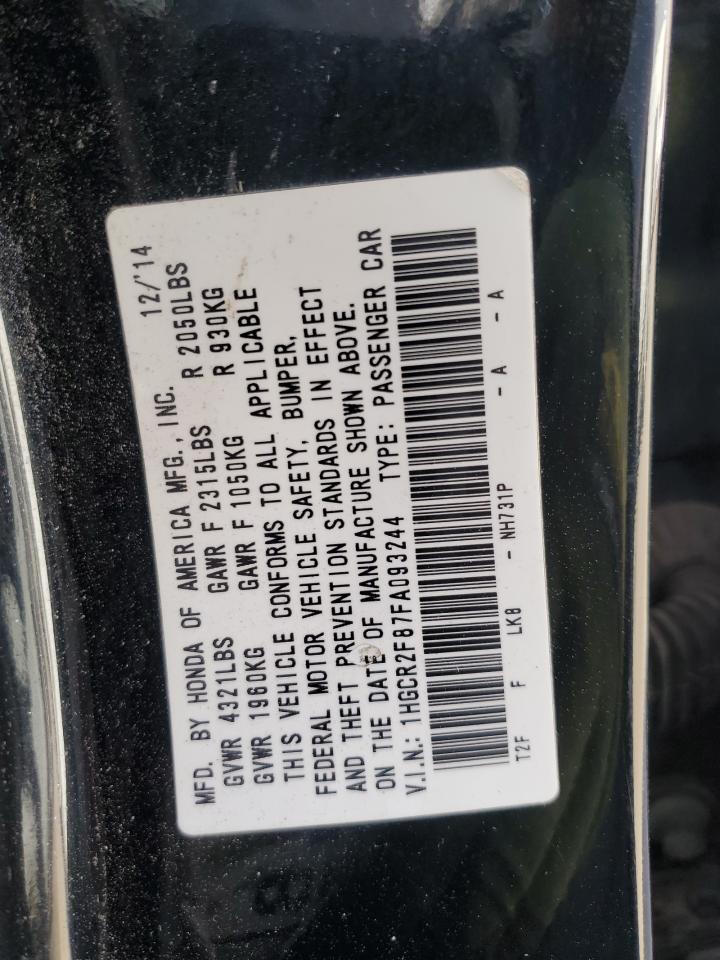 MFD. BY HONDA OF AMERICA MFG., INC. 12/'14
GVWR 4321LBS GAWR F 2315LBS R 2050LBS
GVWR 1960KG GAWR F 1050KG R 930KG
THIS VEHICLE CONFORMS TO ALL APPLICABLE
FEDERAL MOTOR VEHICLE SAFETY, BUMPER,
AND THEFT PREVENTION STANDARDS IN EFFECT
ON THE DATE OF MANUFACTURE SHOWN ABOVE.
V.I.N.: 1HGCR2F87FA093244 TYPE: PASSENGER CAR
T2F F LK8 - NH731P - A - A